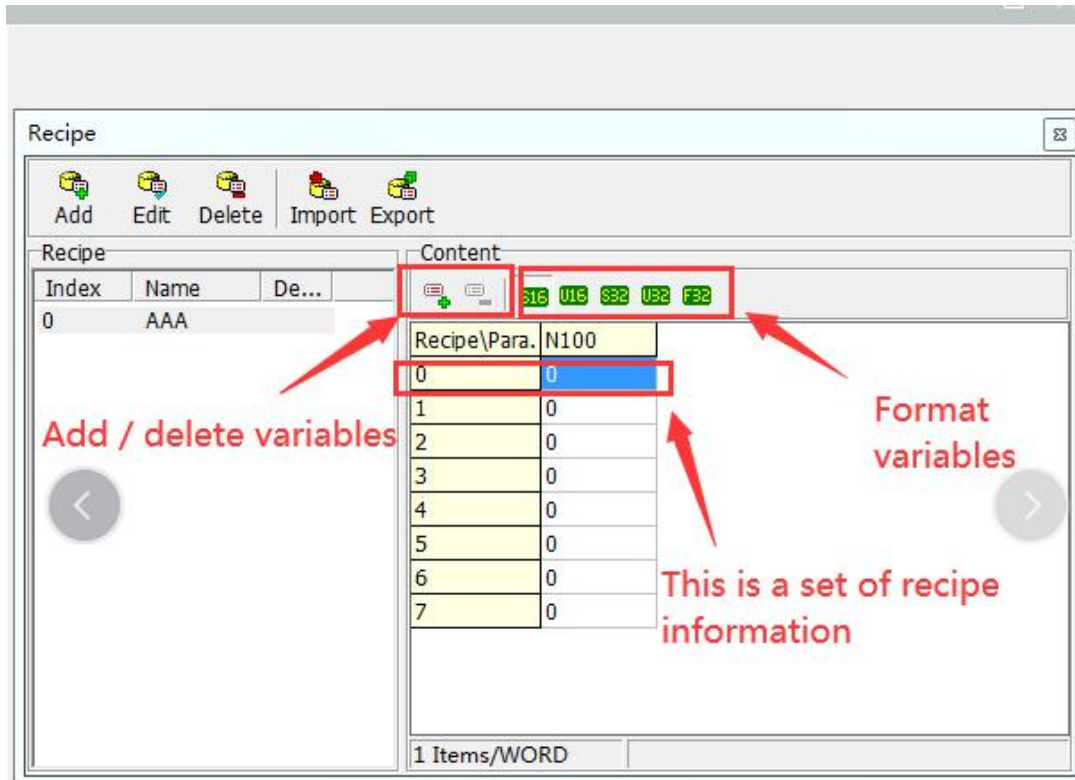 Recipe
Add Edit Delete Import Export
Recipe
Content
Index Name De...
0 AAA
S16 U16 S32 U32 F32
Recipe\Para. N100
0 0
1 0
2 0
3 0
4 0
5 0
6 0
7 0
Add / delete variables
Format
variables
This is a set of recipe
information
1 Items/WORD